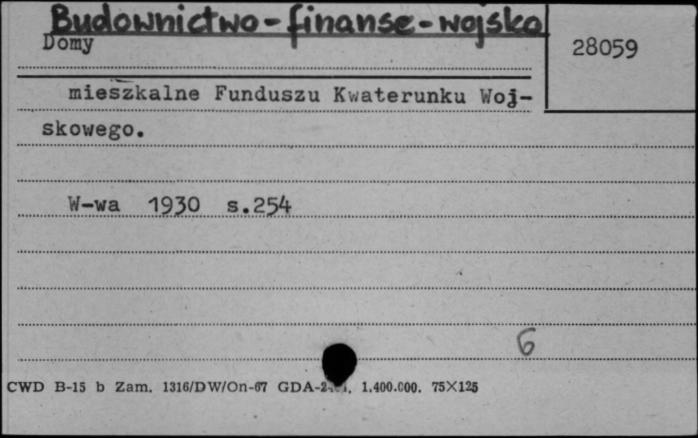 Budownictwo-finanse-wojsko
Domy
28059
mieszkalne Funduszu Kwaterunku Woj-
skowego.
W-wa 1930 s.254
6
CWD B-15 b Zam. 1316/DW/On-67 1.400.000. 75X125